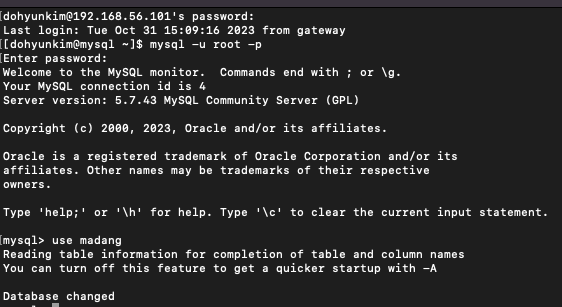 [dohyunkim@192.168.56.101's password:
Last login: Tue Oct 31 15:09:16 2023 from gateway
[[dohyunkim@mysql ~]$ mysql -u root -p
[Enter password:
Welcome to the MySQL monitor.  Commands end with ; or \g.
Your MySQL connection id is 4
Server version: 5.7.43 MySQL Community Server (GPL)
Copyright (c) 2000, 2023, Oracle and/or its affiliates.
Oracle is a registered trademark of Oracle Corporation and/or its
affiliates. Other names may be trademarks of their respective
owners.
Type 'help;' or '\h' for help. Type '\c' to clear the current input statement.
[mysql> use madang
Reading table information for completion of table and column names
You can turn off this feature to get a quicker startup with -A
Database changed